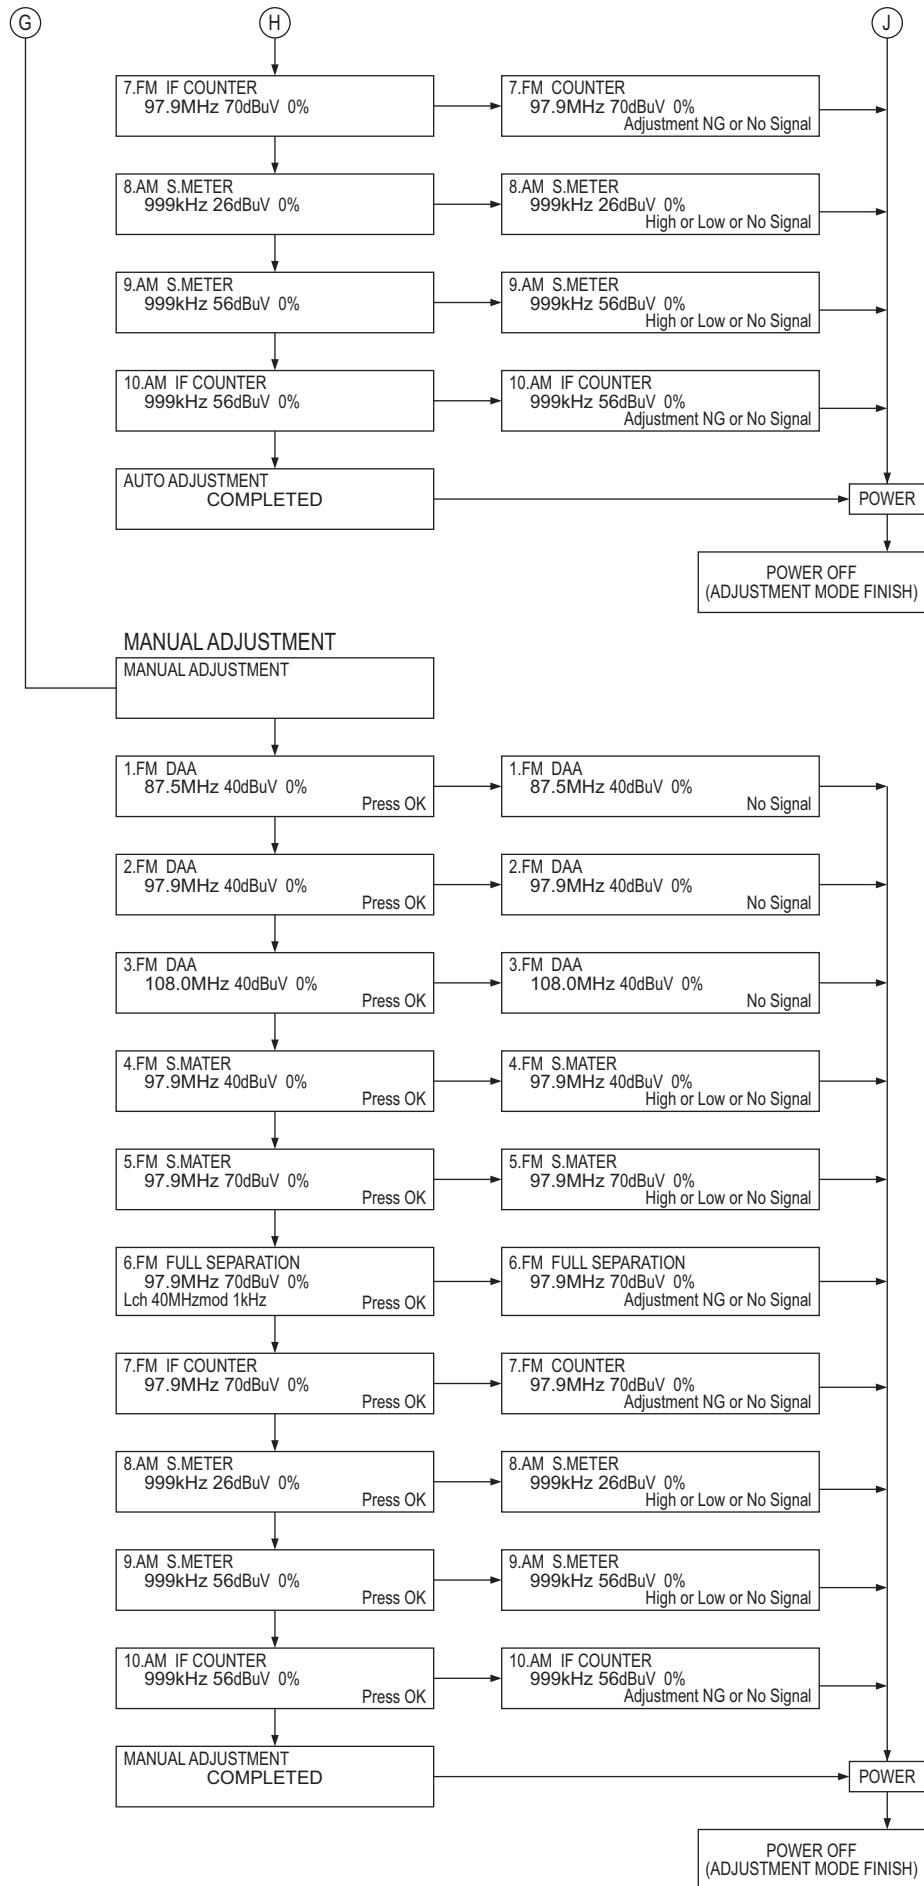 G
H
J
7.FM IF COUNTER
97.9MHz 70dBuV 0%
7.FM COUNTER
97.9MHz 70dBuV 0%
Adjustment NG or No Signal
8.AM S.METER
999kHz 26dBuV 0%
8.AM S.METER
999kHz 26dBuV 0%
High or Low or No Signal
9.AM S.METER
999kHz 56dBuV 0%
9.AM S.METER
999kHz 56dBuV 0%
High or Low or No Signal
10.AM IF COUNTER
999kHz 56dBuV 0%
10.AM IF COUNTER
999kHz 56dBuV 0%
Adjustment NG or No Signal
AUTO ADJUSTMENT
COMPLETED
POWER
POWER OFF
(ADJUSTMENT MODE FINISH)
MANUAL ADJUSTMENT
MANUAL ADJUSTMENT
1.FM DAA
87.5MHz 40dBuV 0%
Press OK
1.FM DAA
87.5MHz 40dBuV 0%
No Signal
2.FM DAA
97.9MHz 40dBuV 0%
Press OK
2.FM DAA
97.9MHz 40dBuV 0%
No Signal
3.FM DAA
108.0MHz 40dBuV 0%
Press OK
3.FM DAA
108.0MHz 40dBuV 0%
No Signal
4.FM S.MATER
97.9MHz 40dBuV 0%
Press OK
4.FM S.MATER
97.9MHz 40dBuV 0%
High or Low or No Signal
5.FM S.MATER
97.9MHz 70dBuV 0%
Press OK
5.FM S.MATER
97.9MHz 70dBuV 0%
High or Low or No Signal
6.FM FULL SEPARATION
97.9MHz 70dBuV 0%
Lch 40MHzmod 1kHz Press OK
6.FM FULL SEPARATION
97.9MHz 70dBuV 0%
Adjustment NG or No Signal
7.FM IF COUNTER
97.9MHz 70dBuV 0%
Press OK
7.FM COUNTER
97.9MHz 70dBuV 0%
Adjustment NG or No Signal
8.AM S.METER
999kHz 26dBuV 0%
Press OK
8.AM S.METER
999kHz 26dBuV 0%
High or Low or No Signal
9.AM S.METER
999kHz 56dBuV 0%
Press OK
9.AM S.METER
999kHz 56dBuV 0%
High or Low or No Signal
10.AM IF COUNTER
999kHz 56dBuV 0%
Press OK
10.AM IF COUNTER
999kHz 56dBuV 0%
Adjustment NG or No Signal
MANUAL ADJUSTMENT
COMPLETED
POWER
POWER OFF
(ADJUSTMENT MODE FINISH)